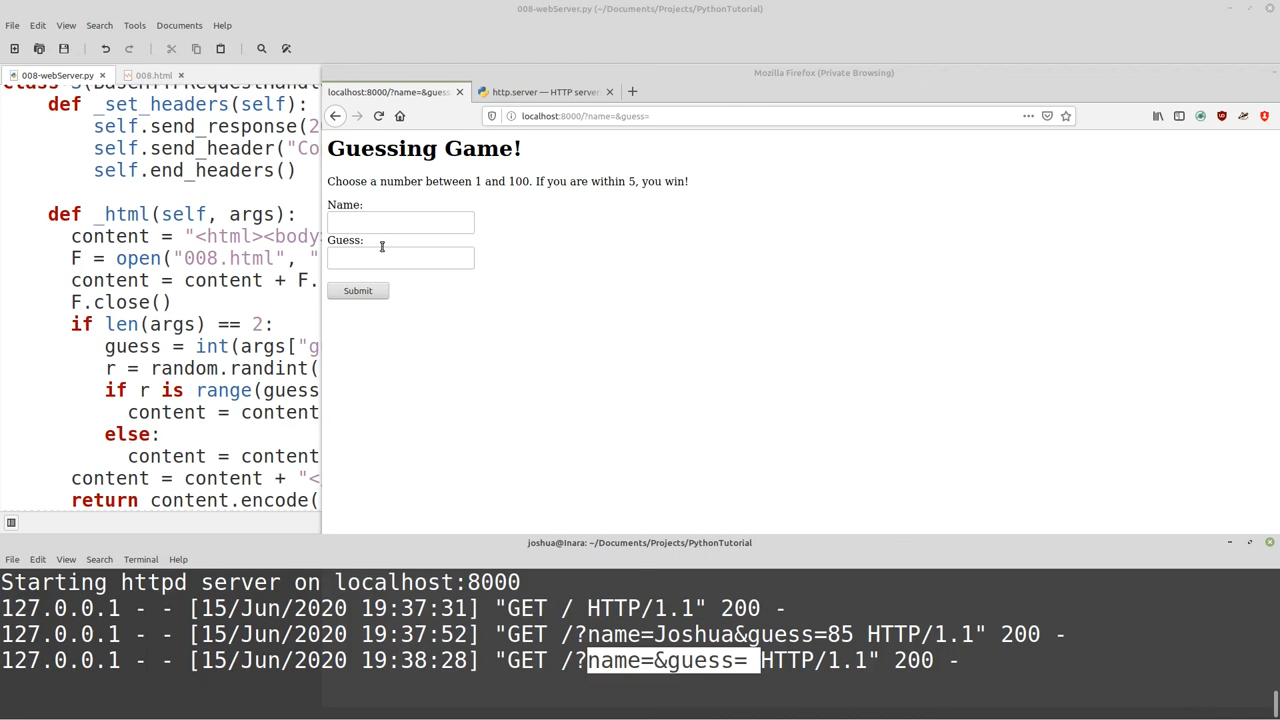 008-webServer.py (~/Documents/Projects/PythonTutorial)
File Edit View Search Tools Documents Help
008-webServer.py
008.html
def _set_headers(self):
self.send_response(2
self.send_header("Co
self.end_headers()
def _html(self, args):
content = "<html><body
F = open("008.html", "
content = content + F.
F.close()
if len(args) == 2:
guess = int(args["g
r = random.randint(
if r is range(guess
content = content
else:
content = content
content = content + "<
return content.encode(
Mozilla Firefox (Private Browsing)
localhost:8000/?name=&guess
http.server — HTTP server
localhost:8000/?name=&guess=
Guessing Game!
Choose a number between 1 and 100. If you are within 5, you win!
Name:
Guess:
Submit
joshua@Inara: ~/Documents/Projects/PythonTutorial
File Edit View Search Terminal Help
Starting httpd server on localhost:8000
127.0.0.1 - - [15/Jun/2020 19:37:31] "GET / HTTP/1.1" 200 -
127.0.0.1 - - [15/Jun/2020 19:37:52] "GET /?name=Joshua&guess=85 HTTP/1.1" 200 -
127.0.0.1 - - [15/Jun/2020 19:38:28] "GET /?name=&guess= HTTP/1.1" 200 -